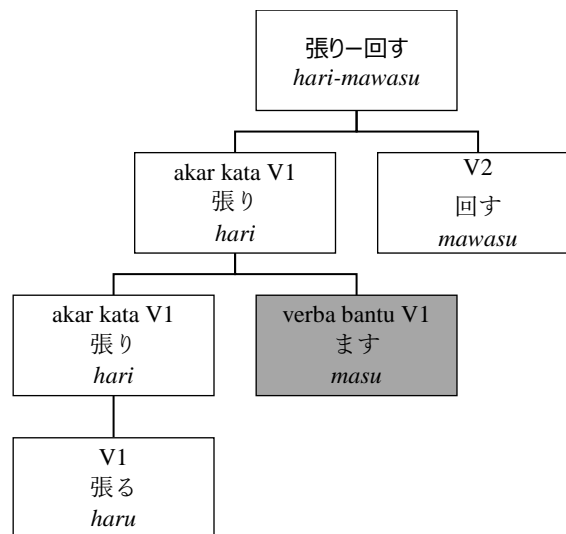 張り−回す
hari-mawasu
akar kata V1
張り
hari
V2
回す
mawasu
akar kata V1
張り
hari
verba bantu V1
ます
masu
V1
張る
haru